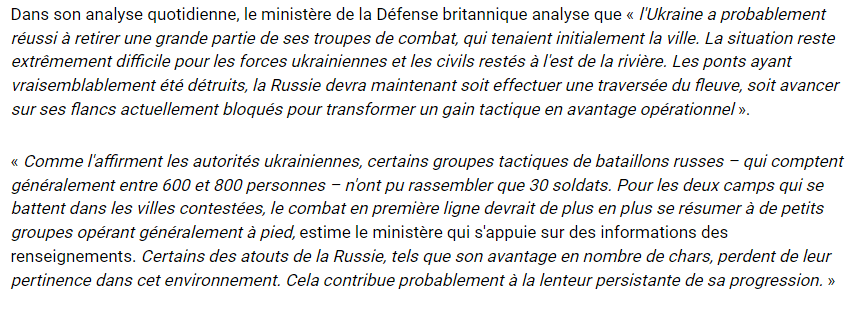 Dans son analyse quotidienne, le ministère de la Défense britannique analyse que « l'Ukraine a probablement
réussi à retirer une grande partie de ses troupes de combat, qui tenaient initialement la ville. La situation reste
extrêmement difficile pour les forces ukrainiennes et les civils restés à l'est de la rivière. Les ponts ayant
vraisemblablement été détruits, la Russie devra maintenant soit effectuer une traversée du fleuve, soit avancer
sur ses flancs actuellement bloqués pour transformer un gain tactique en avantage opérationnel ».
« Comme l'affirment les autorités ukrainiennes, certains groupes tactiques de bataillons russes – qui comptent
généralement entre 600 et 800 personnes – n'ont pu rassembler que 30 soldats. Pour les deux camps qui se
battent dans les villes contestées, le combat en première ligne devrait de plus en plus se résumer à de petits
groupes opérant généralement à pied, estime le ministère qui s'appuie sur des informations des
renseignements. Certains des atouts de la Russie, tels que son avantage en nombre de chars, perdent de leur
pertinence dans cet environnement. Cela contribue probablement à la lenteur persistante de sa progression. »